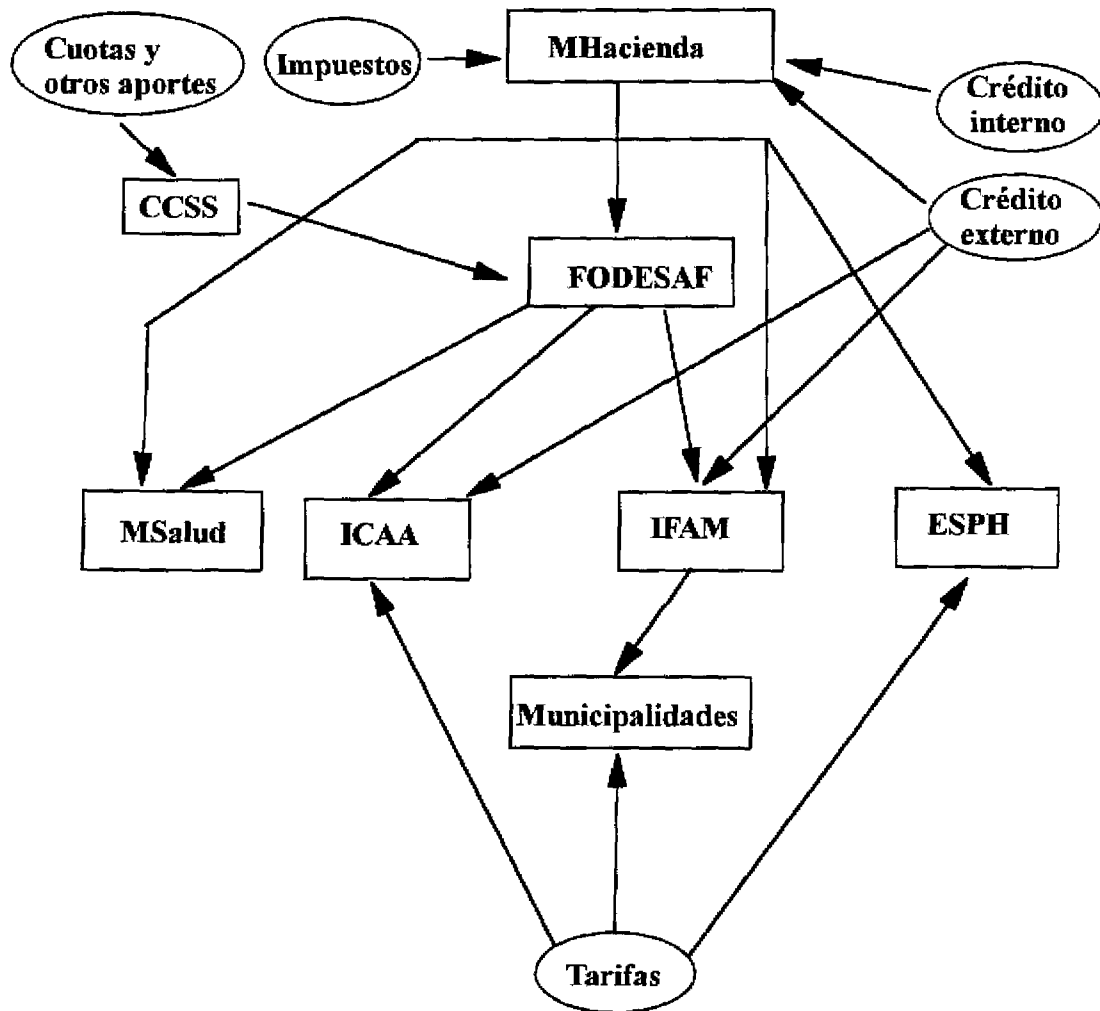 Cuotas y
otros aportes
Impuestos
MHacienda
Crédito
interno
CCSS
Crédito
externo
FODESAF
MSalud
ICAA
IFAM
ESPH
Municipalidades
Tarifas